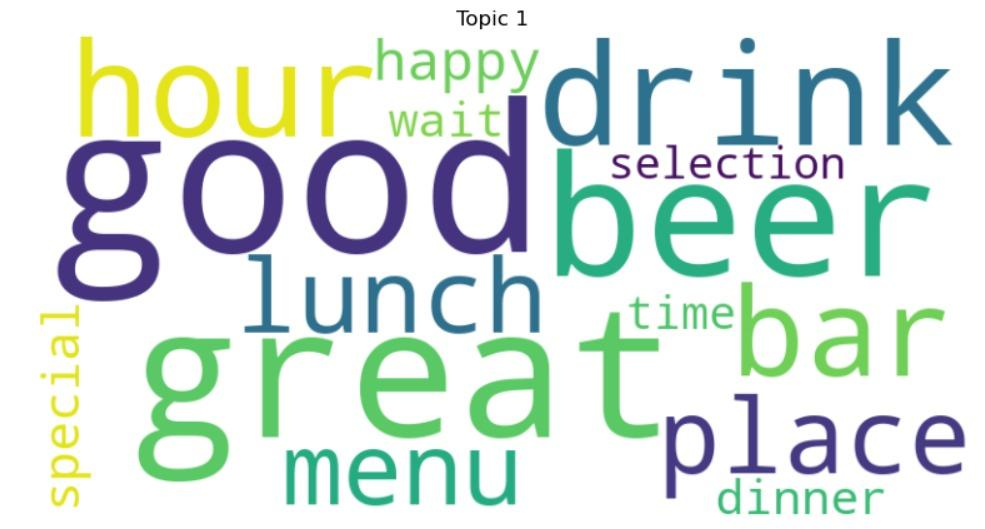 Topic 1
hour
happy
drink
wait
good
selection
beer
lunch
special
time
bar
great
place
menu
dinner